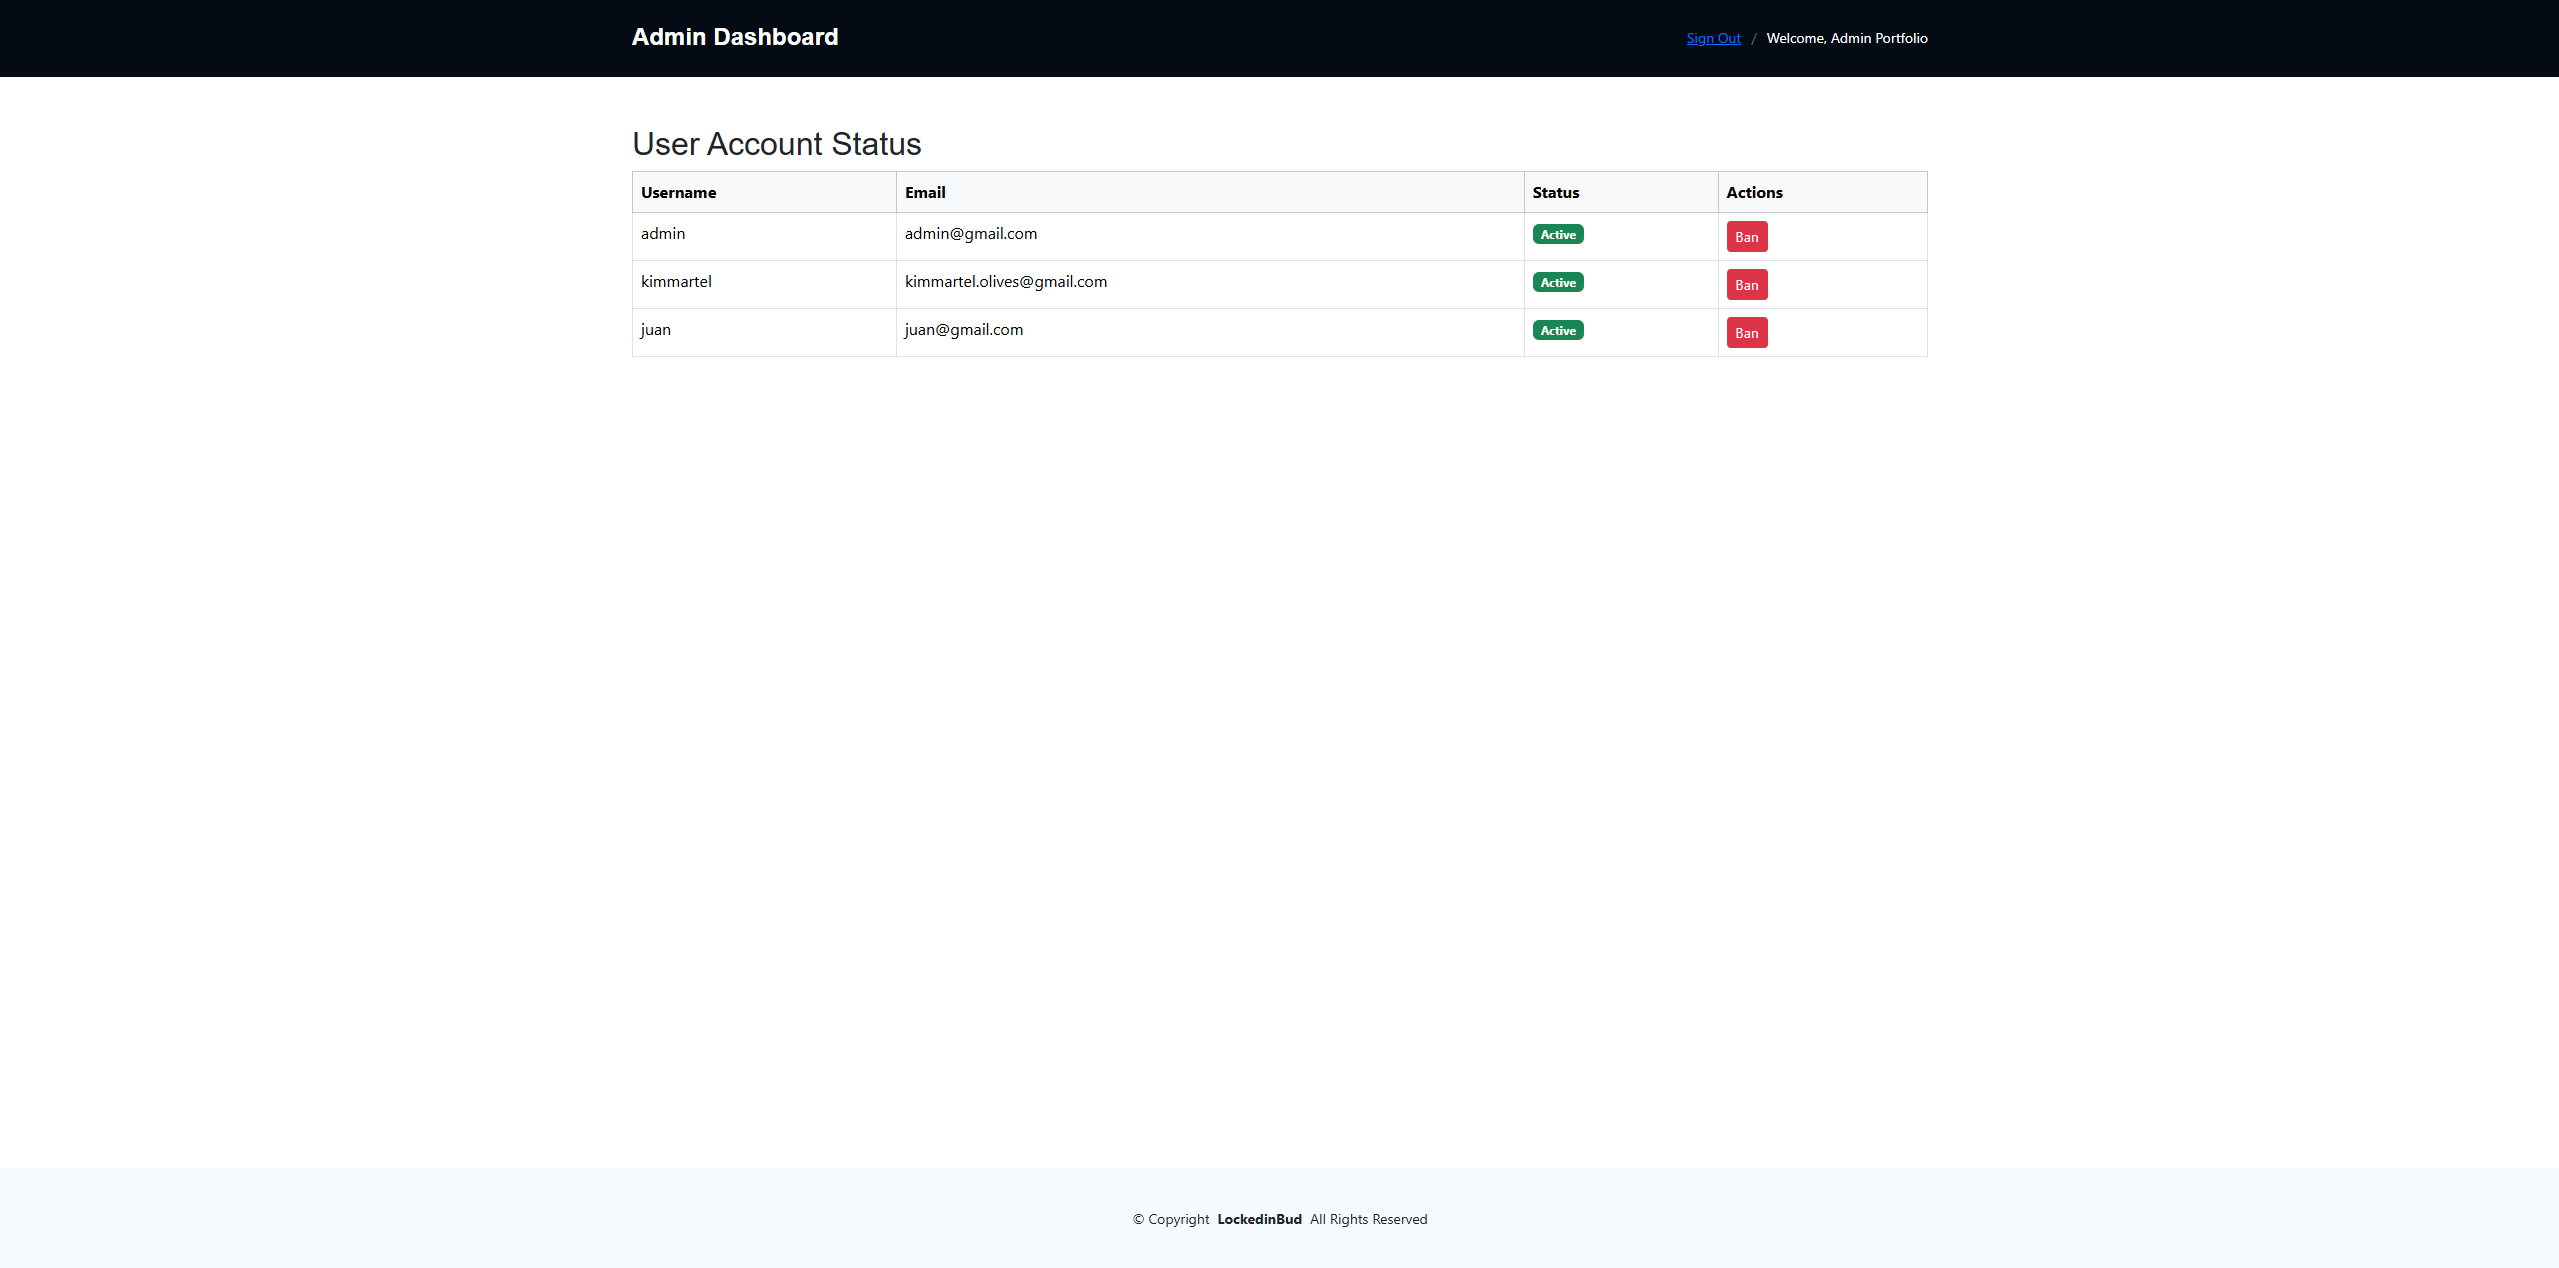 Admin Dashboard
Sign Out / Welcome, Admin Portfolio
User Account Status
Username Email Status Actions
admin admin@gmail.com Active Ban
kimmartel kimmartel.olives@gmail.com Active Ban
juan juan@gmail.com Active Ban
© Copyright LockedinBud All Rights Reserved